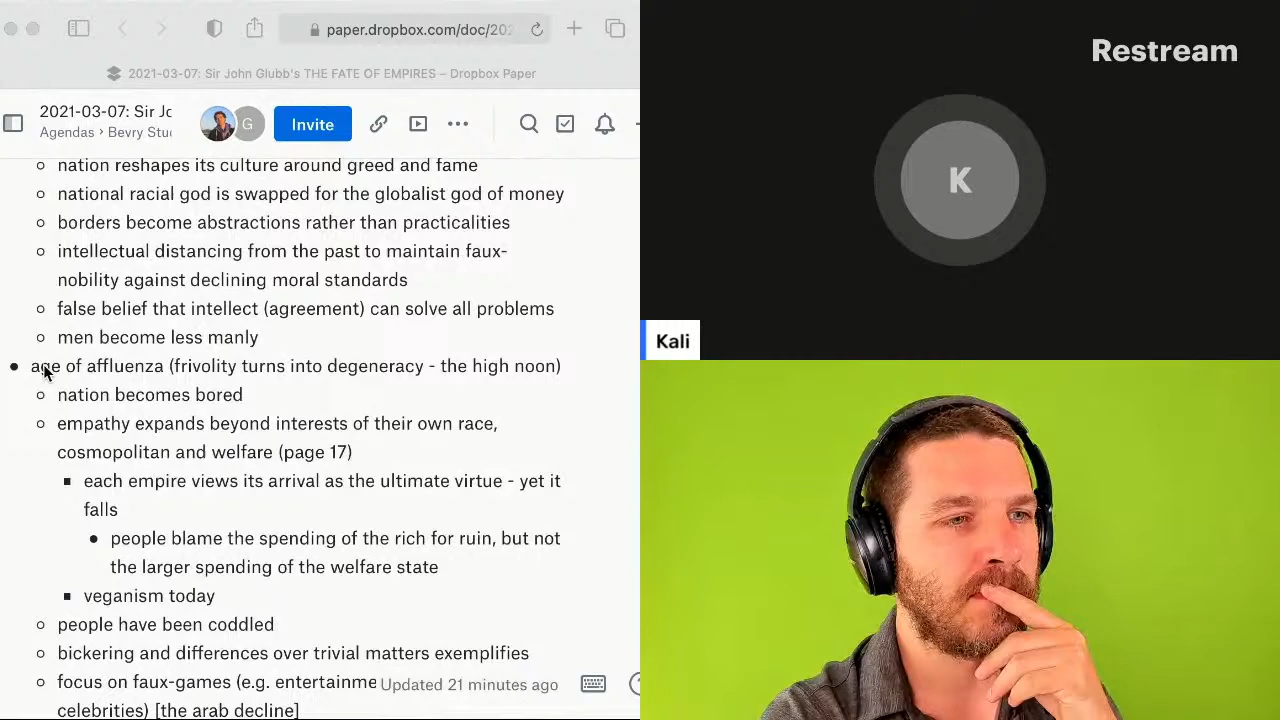 paper.dropbox.com/doc/202
2021-03-07: Sir John Glubb's THE FATE OF EMPIRES – Dropbox Paper
2021-03-07: Sir Jc
Agendas › Bevry Stu
G
Invite
nation reshapes its culture around greed and fame
national racial god is swapped for the globalist god of money
borders become abstractions rather than practicalities
intellectual distancing from the past to maintain faux-
nobility against declining moral standards
false belief that intellect (agreement) can solve all problems
men become less manly
age of affluenza (frivolity turns into degeneracy - the high noon)
nation becomes bored
empathy expands beyond interests of their own race,
cosmopolitan and welfare (page 17)
each empire views its arrival as the ultimate virtue - yet it
falls
people blame the spending of the rich for ruin, but not
the larger spending of the welfare state
veganism today
people have been coddled
bickering and differences over trivial matters exemplifies
focus on faux-games (e.g. entertainme
Updated 21 minutes ago
celebrities) [the arab decline]
Restream
K
Kali